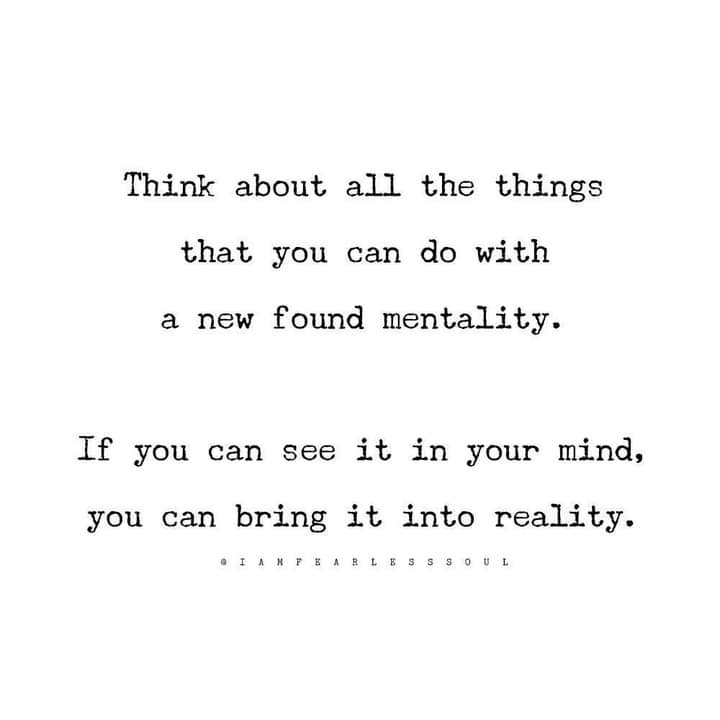 Think about all the things
that you can do with
a new found mentality.
If you can see it in your mind,
you can bring it into reality.
@IAMFEARLESSSOUL